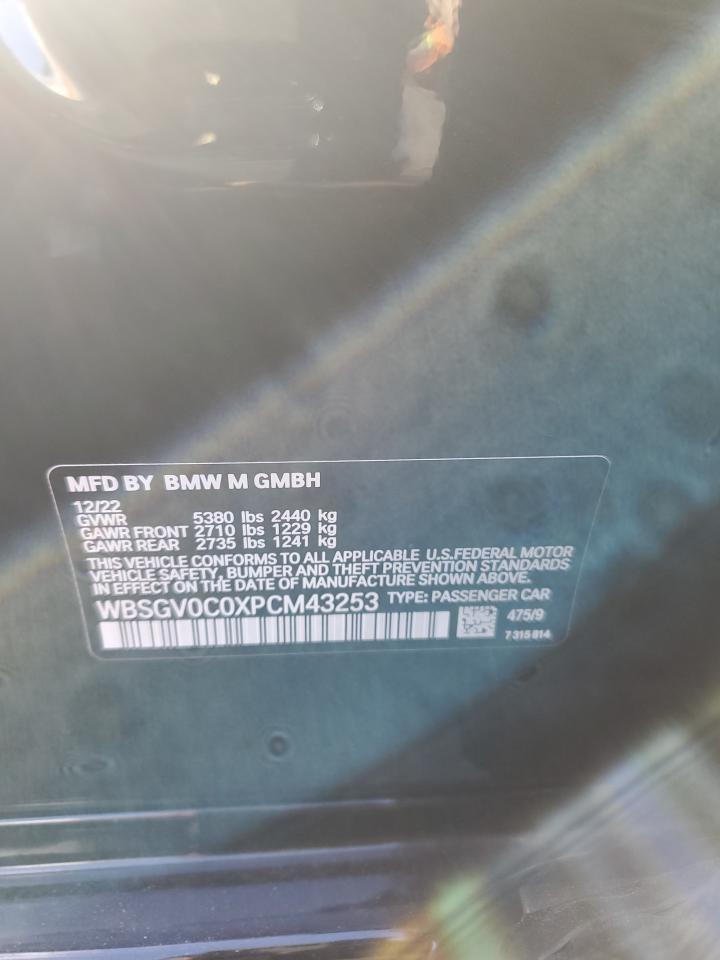 MFD BY BMW M GMBH
12/22
GVWR 5380 lbs 2440 kg
GAWR FRONT 2710 lbs 1229 kg
GAWR REAR 2735 lbs 1241 kg
THIS VEHICLE CONFORMS TO ALL APPLICABLE U.S.FEDERAL MOTOR
VEHICLE SAFETY, BUMPER AND THEFT PREVENTION STANDARDS
IN EFFECT ON THE DATE OF MANUFACTURE SHOWN ABOVE.
WBSGV0C0XPCM43253 TYPE: PASSENGER CAR
475/9
7 315 814